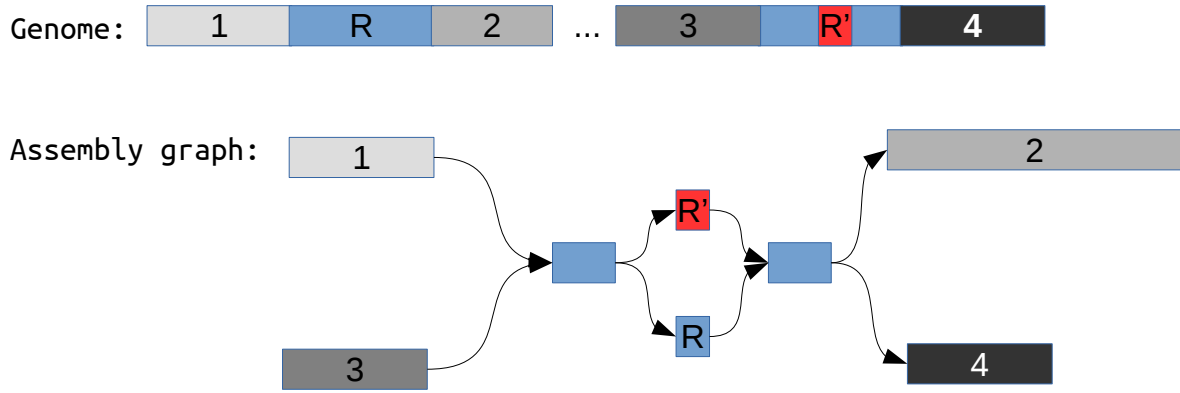 Genome: 1 R 2 ... 3 R’ 4
Assembly graph: 1 2
R’
R
3 4